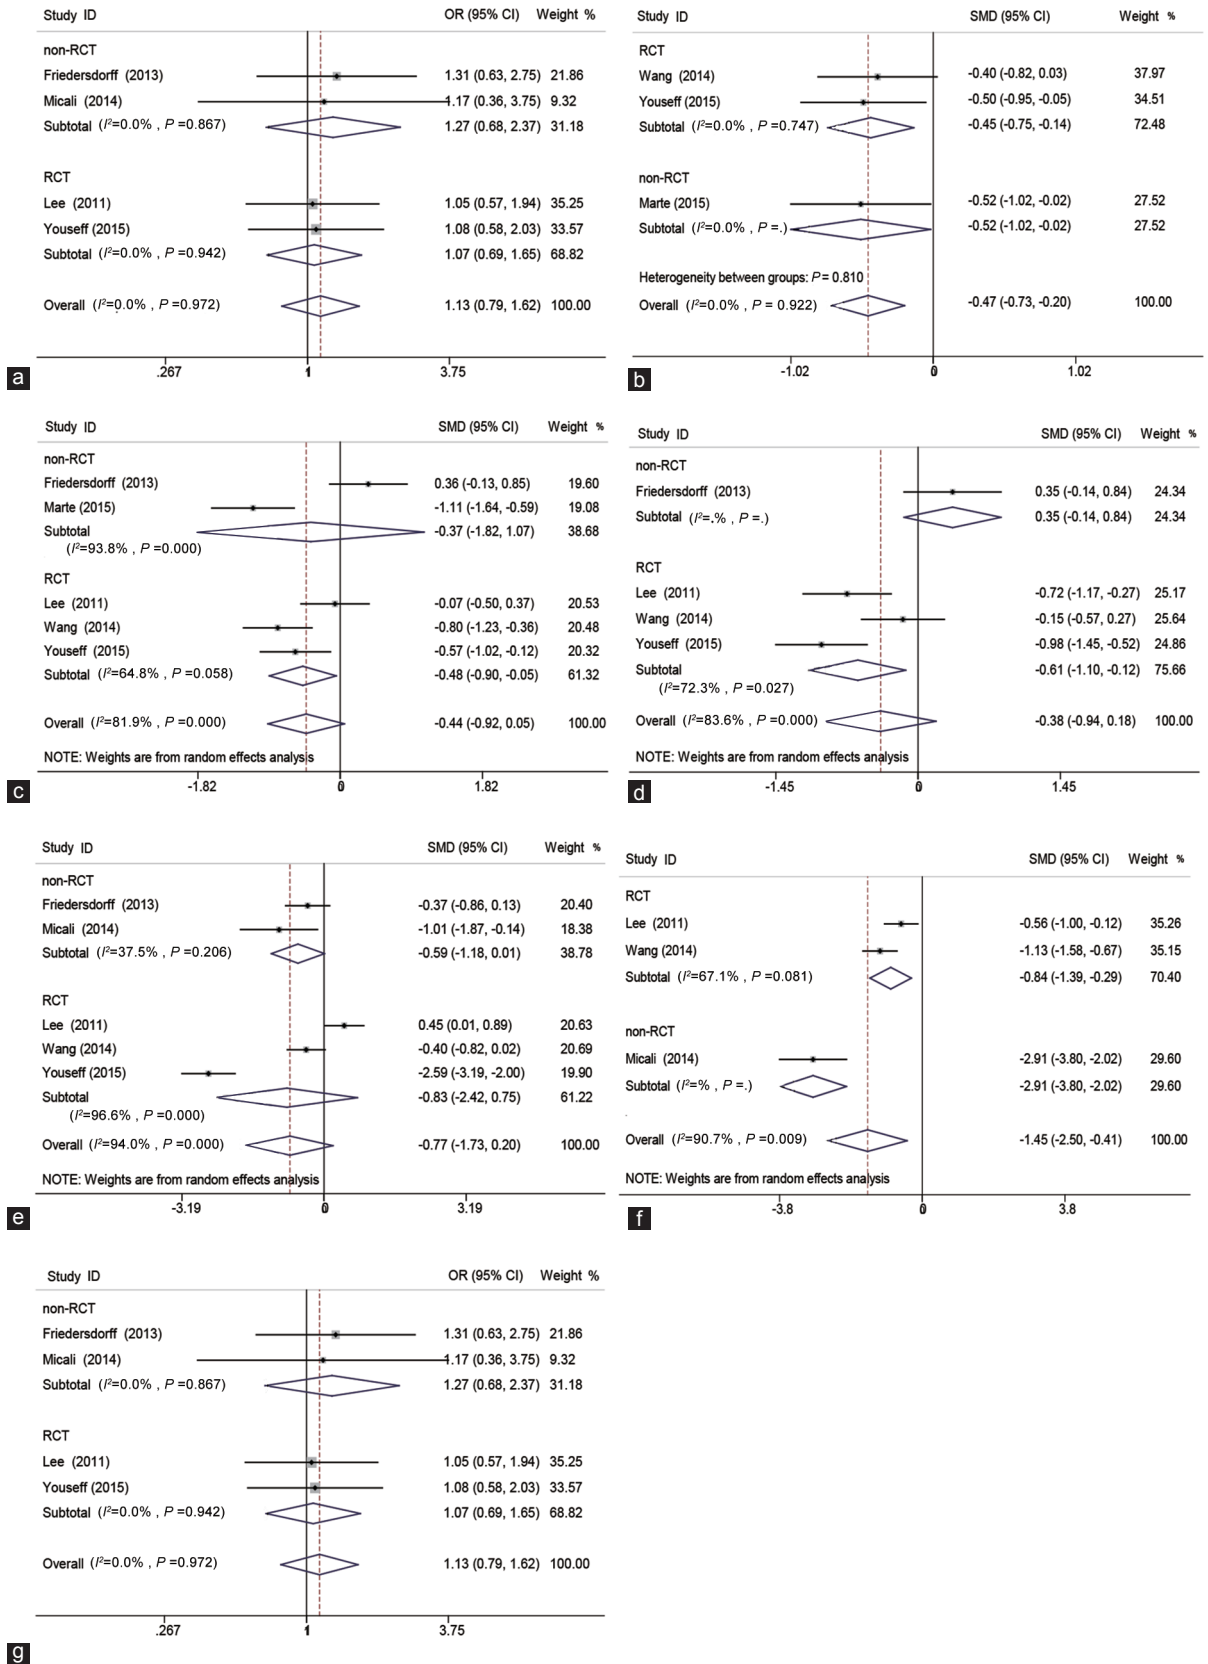 Study ID OR (95% CI) Weight %
non-RCT
Friedersdorff (2013) 1.31 (0.63, 2.75) 21.86
Micali (2014) 1.17 (0.36, 3.75) 9.32
Subtotal (I²=0.0% , P =0.867) 1.27 (0.68, 2.37) 31.18
RCT
Lee (2011) 1.05 (0.57, 1.94) 35.25
Youseff (2015) 1.08 (0.58, 2.03) 33.57
Subtotal (I²=0.0% , P =0.942) 1.07 (0.69, 1.65) 68.82
Overall (I²=0.0% , P =0.972) 1.13 (0.79, 1.62) 100.00
.267 1 3.75
a
Study ID SMD (95% CI) Weight %
RCT
Wang (2014) -0.40 (-0.82, 0.03) 37.97
Youseff (2015) -0.50 (-0.95, -0.05) 34.51
Subtotal (I²=0.0% , P =0.747) -0.45 (-0.75, -0.14) 72.48
non-RCT
Marte (2015) -0.52 (-1.02, -0.02) 27.52
Subtotal (I²=0.0% , P =.) -0.52 (-1.02, -0.02) 27.52
Heterogeneity between groups: P= 0.810
Overall (I²=0.0% , P = 0.922) -0.47 (-0.73, -0.20) 100.00
-1.02 0 1.02
b
Study ID SMD (95% CI) Weight %
non-RCT
Friedersdorff (2013) 0.36 (-0.13, 0.85) 19.60
Marte (2015) -1.11 (-1.64, -0.59) 19.08
Subtotal -0.37 (-1.82, 1.07) 38.68
(I²=93.8% , P =0.000)
RCT
Lee (2011) -0.07 (-0.50, 0.37) 20.53
Wang (2014) -0.80 (-1.23, -0.36) 20.48
Youseff (2015) -0.57 (-1.02, -0.12) 20.32
Subtotal (I²=64.8% , P =0.058) -0.48 (-0.90, -0.05) 61.32
Overall (I²=81.9% , P =0.000) -0.44 (-0.92, 0.05) 100.00
NOTE: Weights are from random effects analysis
-1.82 0 1.82
c
Study ID SMD (95% CI) Weight %
non-RCT
Friedersdorff (2013) 0.35 (-0.14, 0.84) 24.34
Subtotal (I²=.% , P =.) 0.35 (-0.14, 0.84) 24.34
RCT
Lee (2011) -0.72 (-1.17, -0.27) 25.17
Wang (2014) -0.15 (-0.57, 0.27) 25.64
Youseff (2015) -0.98 (-1.45, -0.52) 24.86
Subtotal -0.61 (-1.10, -0.12) 75.66
(I²=72.3% , P =0.027)
Overall (I²=83.6% , P =0.000) -0.38 (-0.94, 0.18) 100.00
NOTE: Weights are from random effects analysis
-1.45 0 1.45
d
Study ID SMD (95% CI) Weight %
non-RCT
Friedersdorff (2013) -0.37 (-0.86, 0.13) 20.40
Micali (2014) -1.01 (-1.87, -0.14) 18.38
Subtotal (I²=37.5% , P =0.206) -0.59 (-1.18, 0.01) 38.78
RCT
Lee (2011) 0.45 (0.01, 0.89) 20.63
Wang (2014) -0.40 (-0.82, 0.02) 20.69
Youseff (2015) -2.59 (-3.19, -2.00) 19.90
Subtotal -0.83 (-2.42, 0.75) 61.22
(I²=96.6% , P =0.000)
Overall (I²=94.0% , P =0.000) -0.77 (-1.73, 0.20) 100.00
NOTE: Weights are from random effects analysis
-3.19 0 3.19
e
Study ID SMD (95% CI) Weight %
RCT
Lee (2011) -0.56 (-1.00, -0.12) 35.26
Wang (2014) -1.13 (-1.58, -0.67) 35.15
Subtotal (I²=67.1% , P =0.081) -0.84 (-1.39, -0.29) 70.40
non-RCT
Micali (2014) -2.91 (-3.80, -2.02) 29.60
Subtotal (I²=% , P =.) -2.91 (-3.80, -2.02) 29.60
Overall (I²=90.7% , P =0.009) -1.45 (-2.50, -0.41) 100.00
NOTE: Weights are from random effects analysis
-3.8 0 3.8
f
Study ID OR (95% CI) Weight %
non-RCT
Friedersdorff (2013) 1.31 (0.63, 2.75) 21.86
Micali (2014) 1.17 (0.36, 3.75) 9.32
Subtotal (I²=0.0% , P =0.867) 1.27 (0.68, 2.37) 31.18
RCT
Lee (2011) 1.05 (0.57, 1.94) 35.25
Youseff (2015) 1.08 (0.58, 2.03) 33.57
Subtotal (I²=0.0% , P =0.942) 1.07 (0.69, 1.65) 68.82
Overall (I²=0.0% , P =0.972) 1.13 (0.79, 1.62) 100.00
.267 1 3.75
g